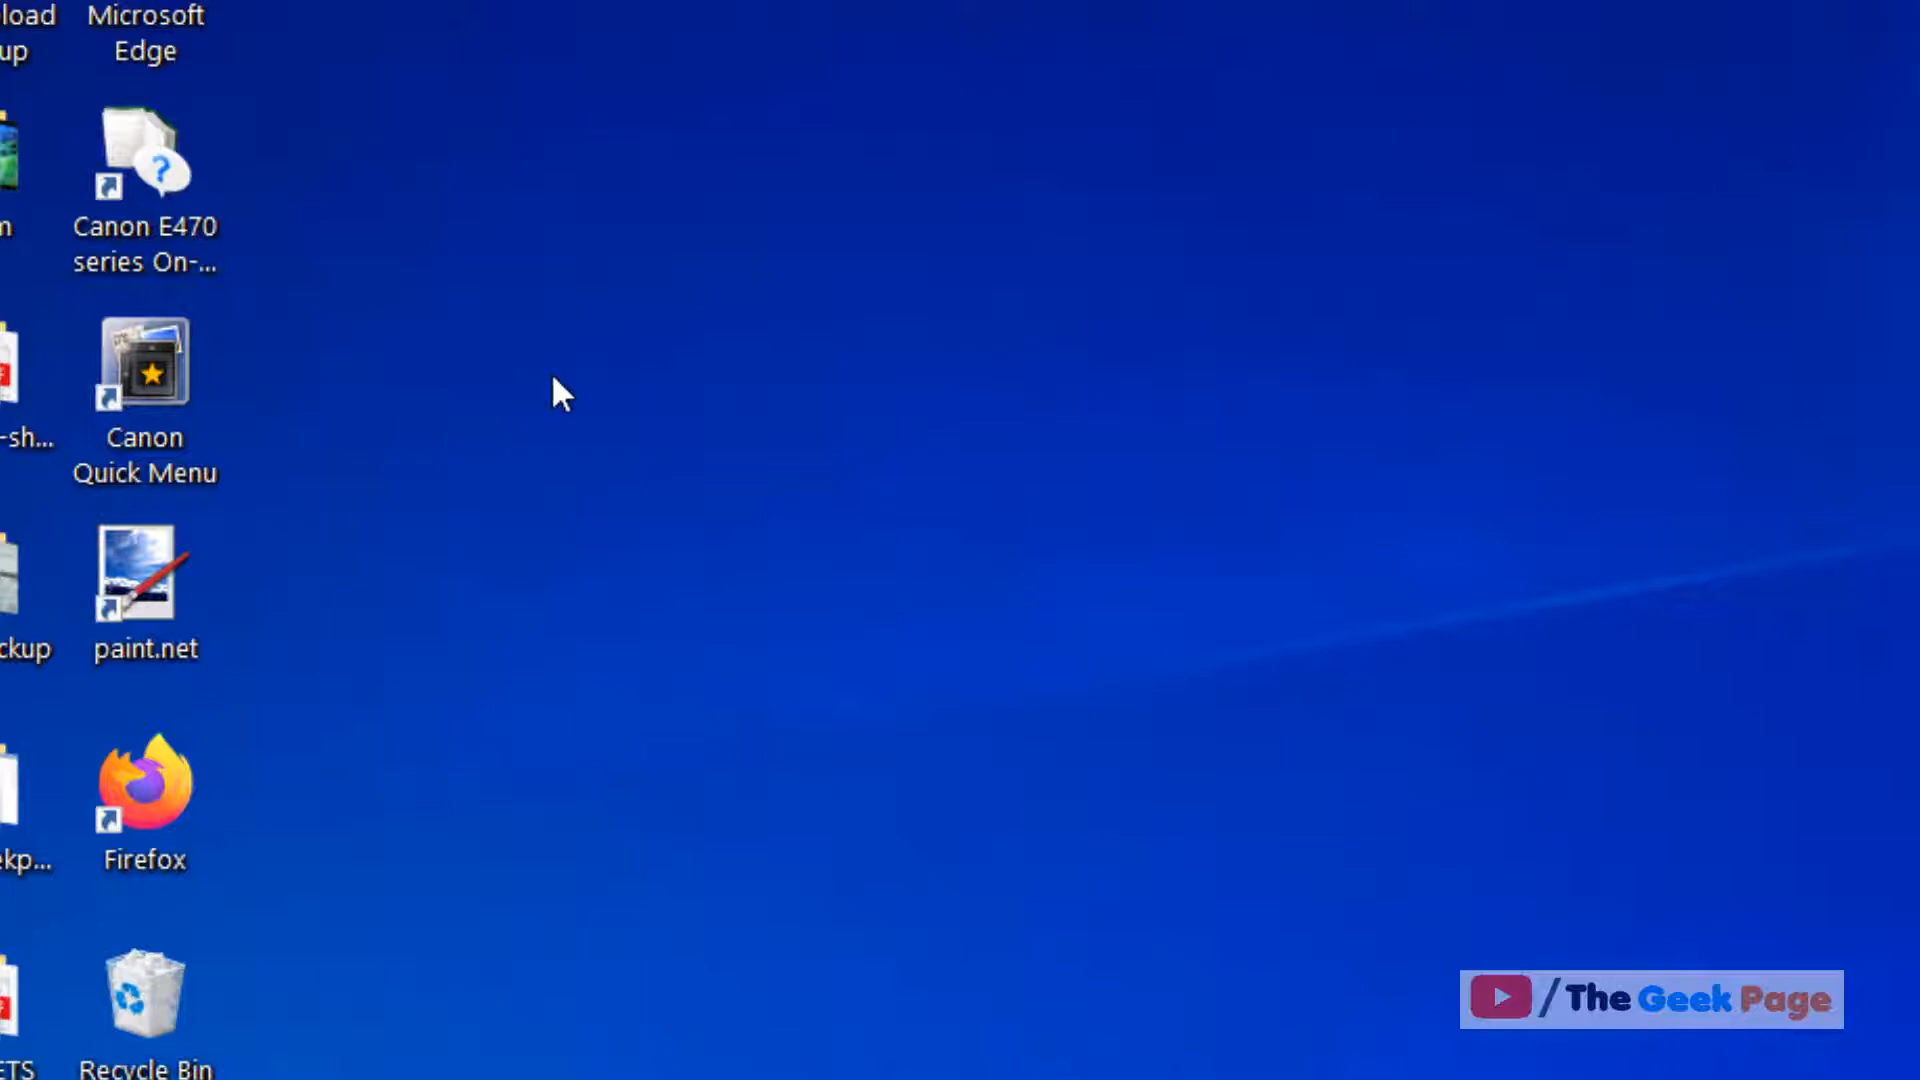 load
up
Microsoft
Edge
m
Canon E470
series On-...
-sh...
Canon
Quick Menu
ckup
paint.net
ekp...
Firefox
ETS
Recycle Bin
/The Geek Page